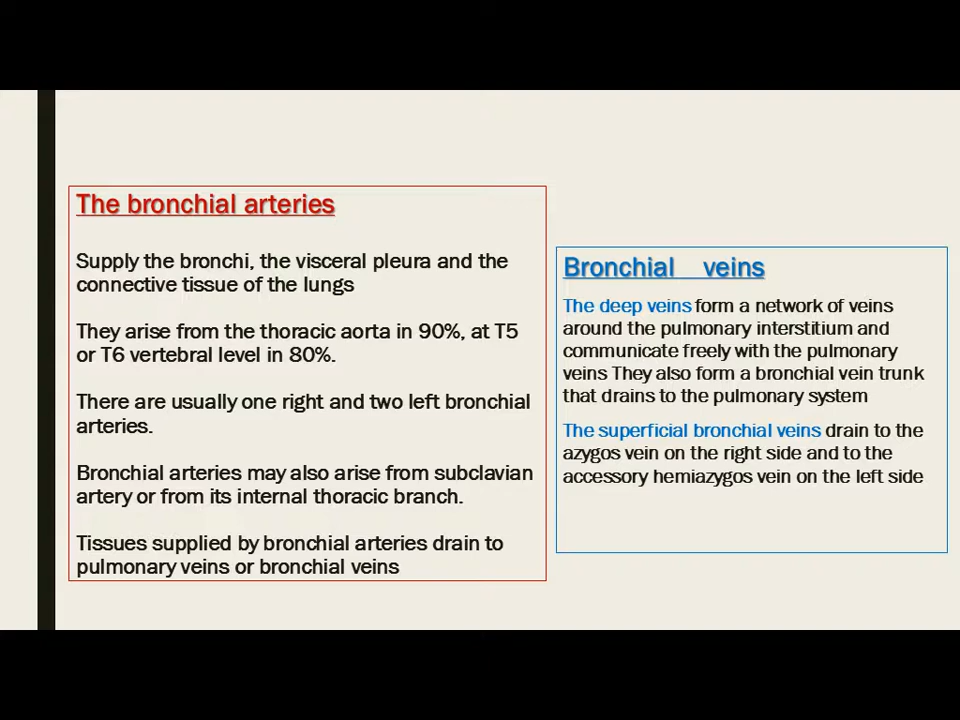 The bronchial arteries
Supply the bronchi, the visceral pleura and the
connective tissue of the lungs
They arise from the thoracic aorta in 90%, at T5
or T6 vertebral level in 80%.
There are usually one right and two left bronchial
arteries.
Bronchial arteries may also arise from subclavian
artery or from its internal thoracic branch.
Tissues supplied by bronchial arteries drain to
pulmonary veins or bronchial veins
Bronchial veins
The deep veins form a network of veins
around the pulmonary interstitium and
communicate freely with the pulmonary
veins They also form a bronchial vein trunk
that drains to the pulmonary system
The superficial bronchial veins drain to the
azygos vein on the right side and to the
accessory hemiazygos vein on the left side